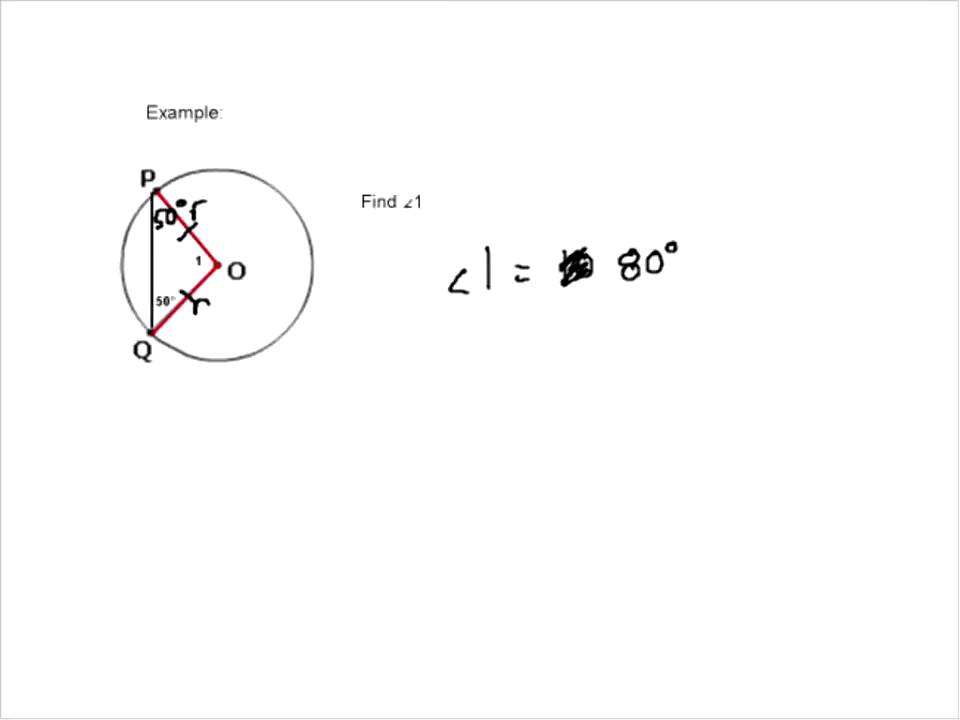 Example:
P
50° r
Find ∠1
1
O
∠1 = 80°
50°
r
Q